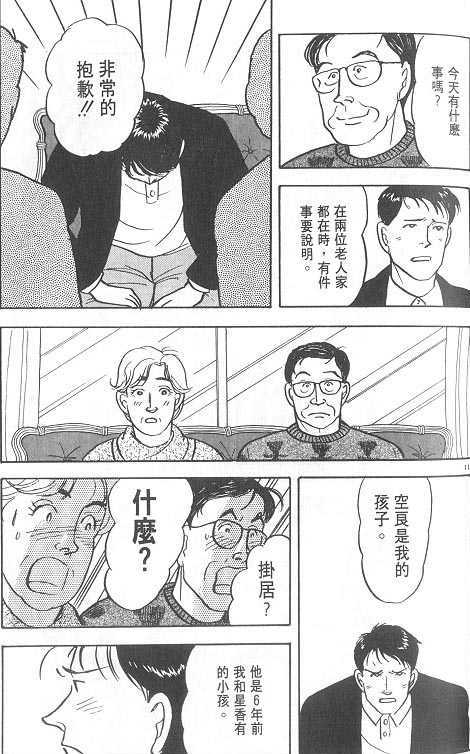 今天有什麼
事嗎？
在兩位老人家
都在時，有件
事要說明。
非常的
抱歉!!
空良是我的
孩子。
掛居？
什麼？
他是6年前
我和星香有
的小孩。